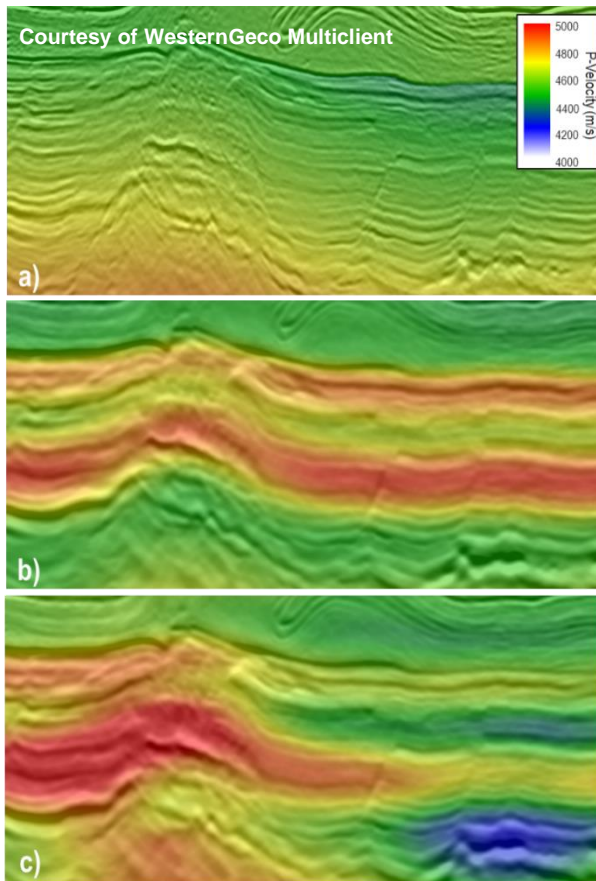 Courtesy of WesternGeco Multiclient
5000
4800
4600
4400
4200
4000
P-Velocity (m/s)
a)
b)
c)